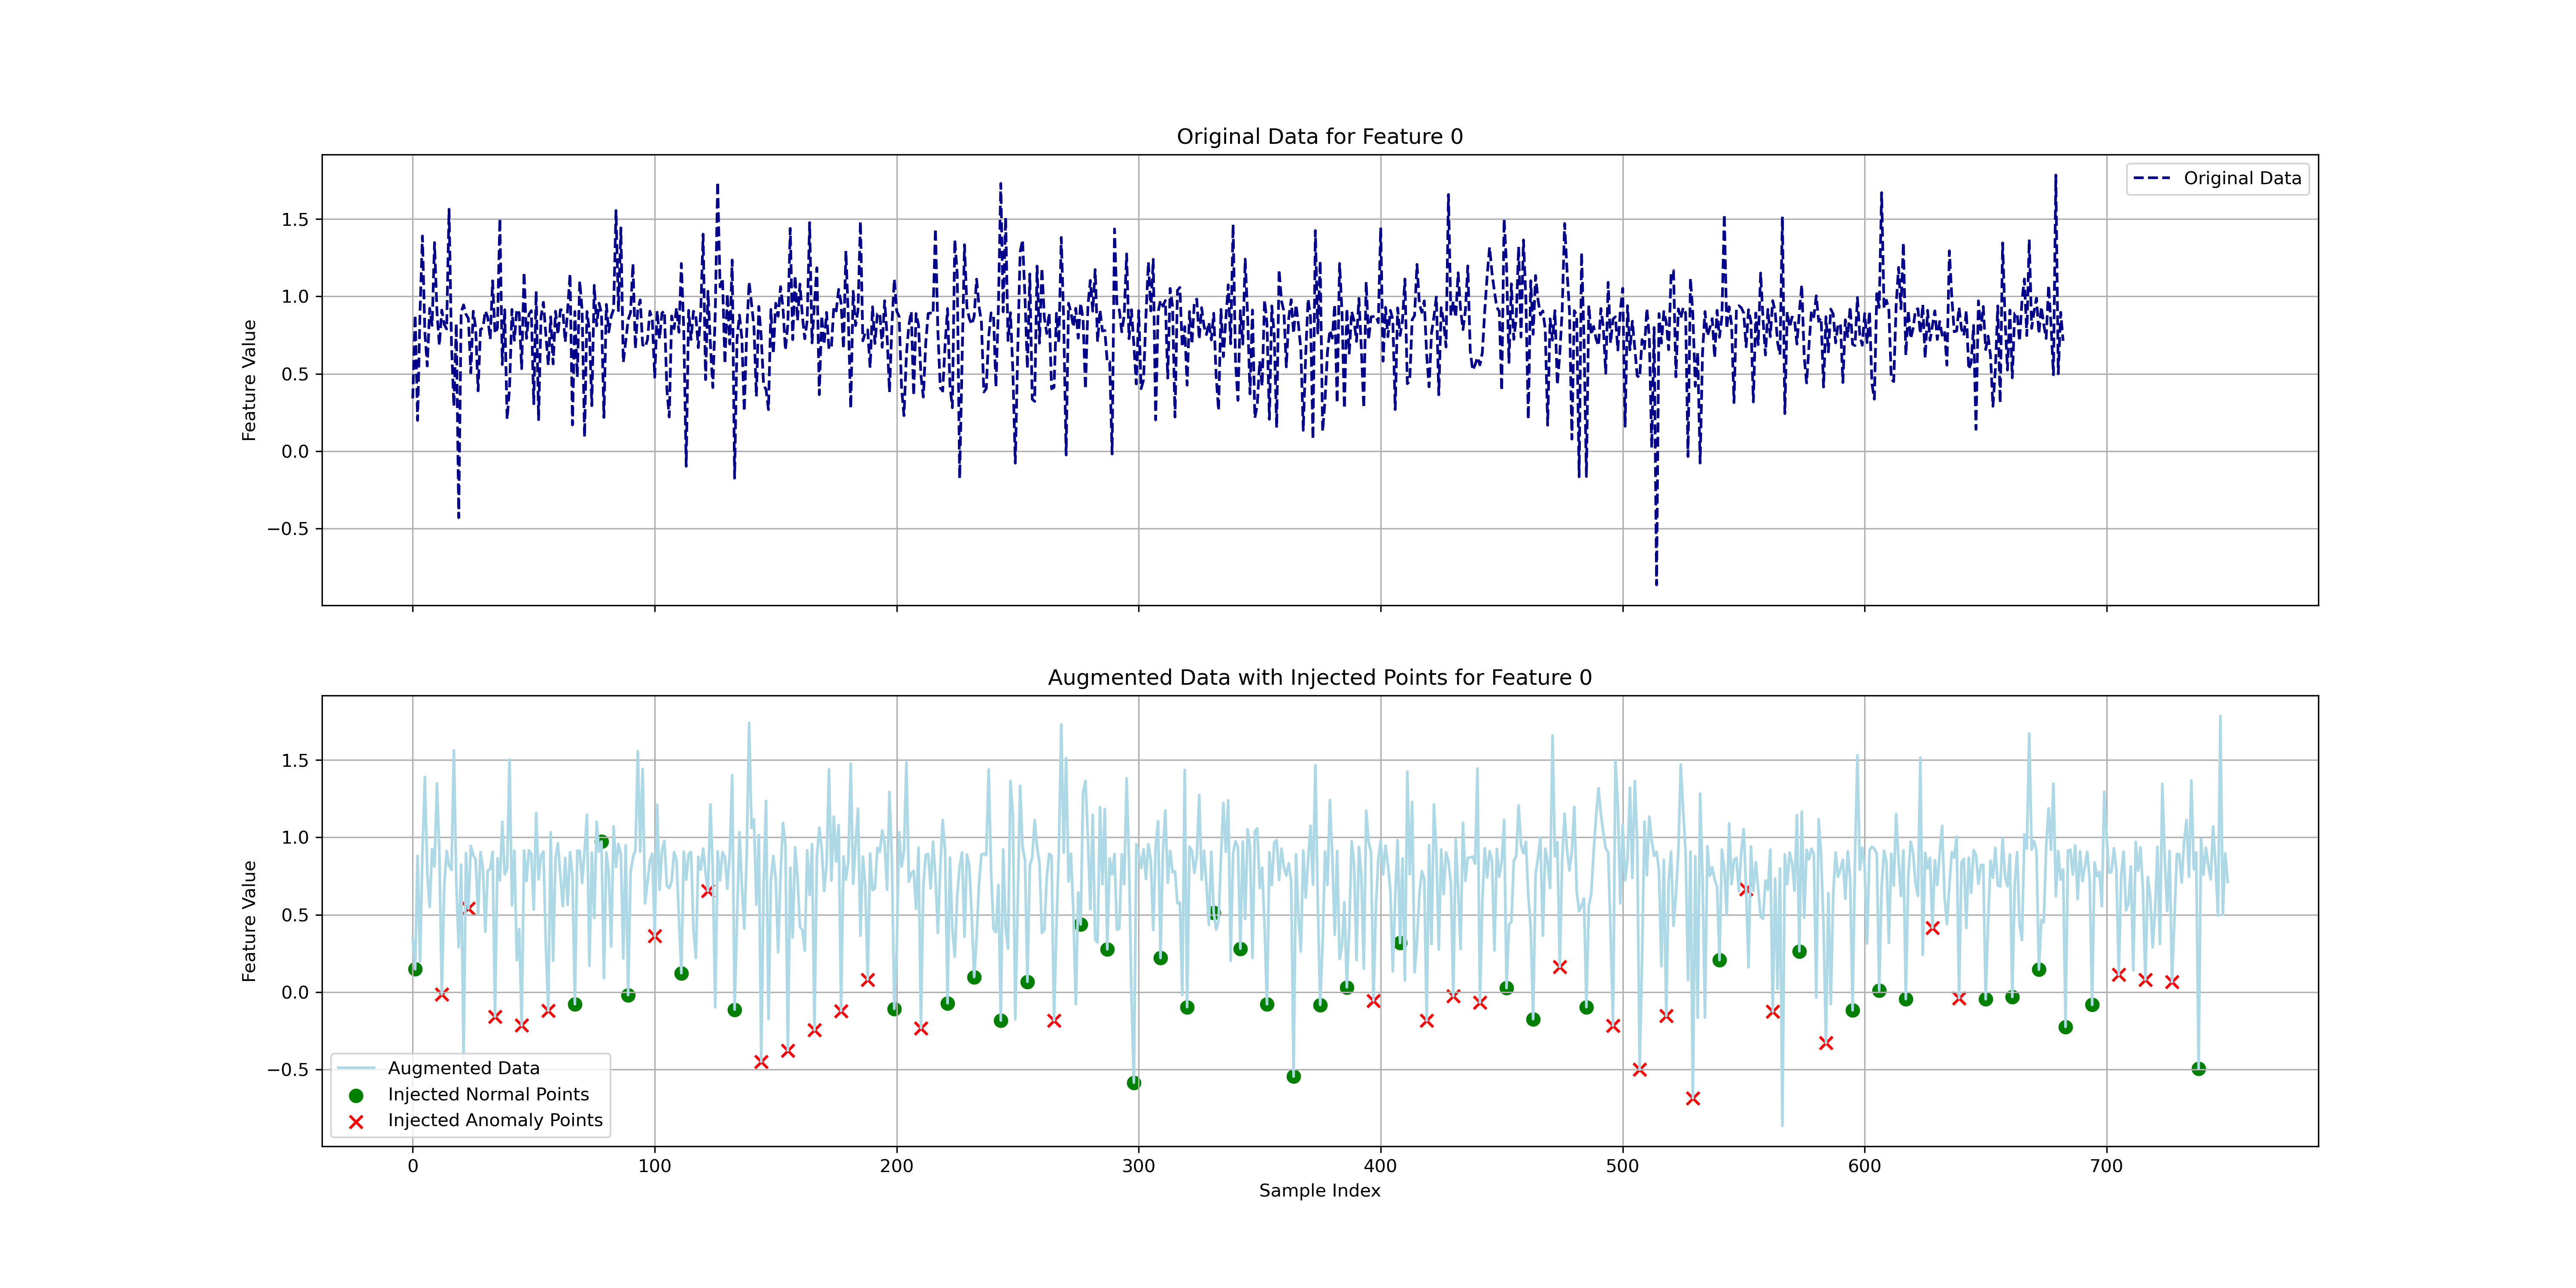 Original Data for Feature 0
Original Data
1.5
1.0
0.5
0.0
−0.5
Feature Value
Augmented Data with Injected Points for Feature 0
1.5
1.0
0.5
0.0
−0.5
Feature Value
Augmented Data
Injected Normal Points
Injected Anomaly Points
0 100 200 300 400 500 600 700
Sample Index